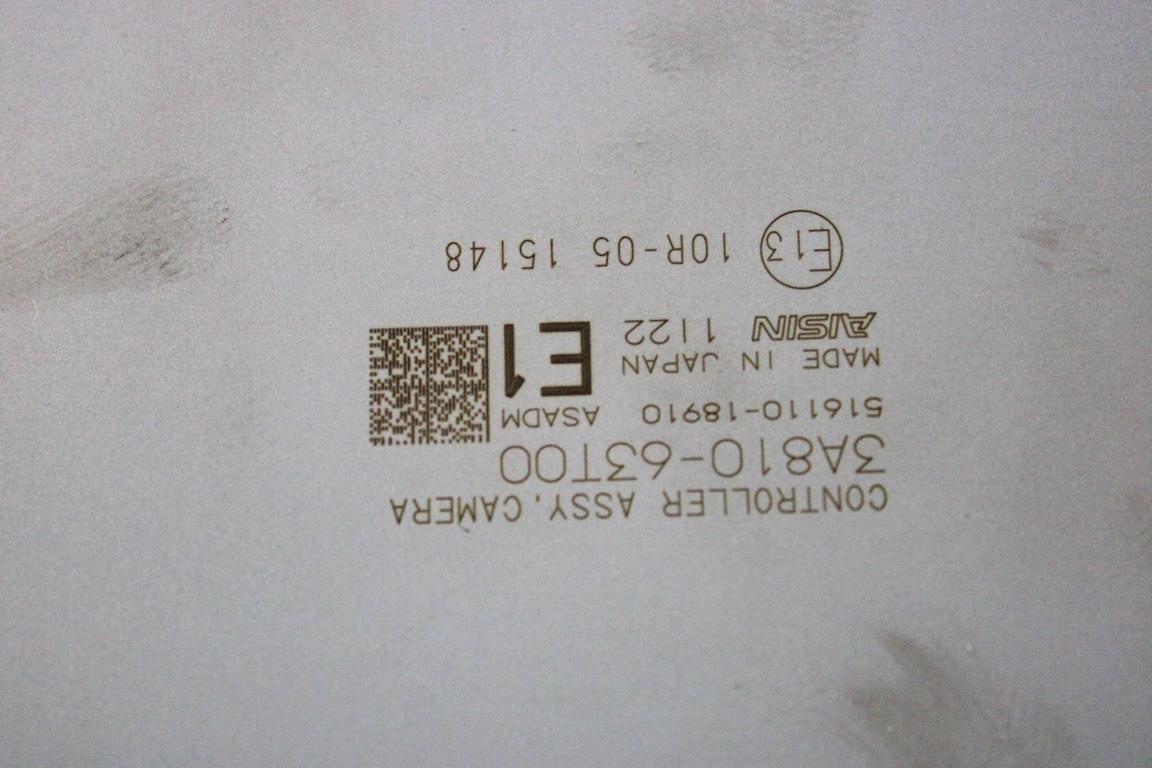 CONTROLLER ASSY, CAMERA
3A810-63T00
516110-18910 ASADM
MADE IN JAPAN E1
AISIN 1122
E13 10R-05 15148